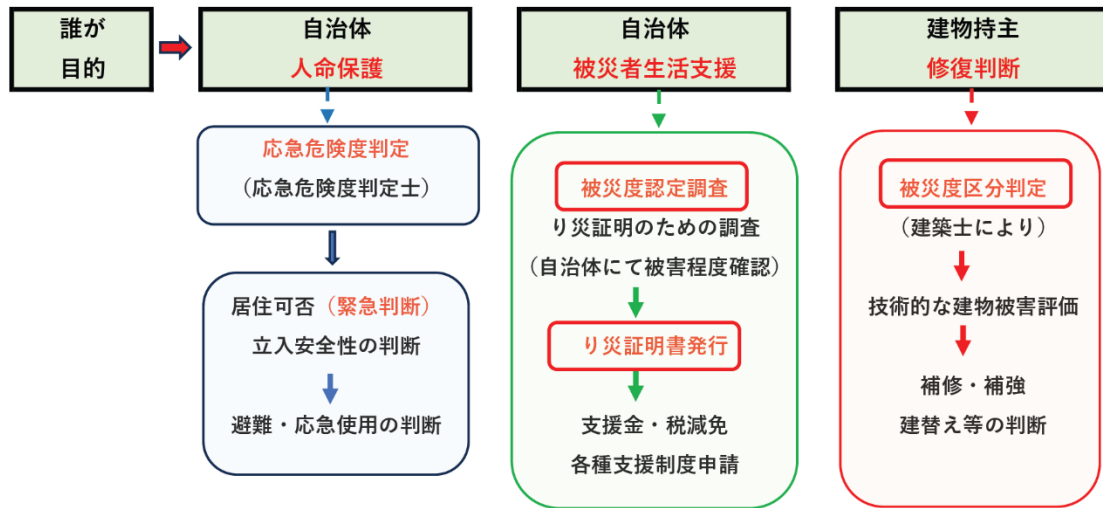 誰が
目的
自治体
人命保護
応急危険度判定
（応急危険度判定士）
居住可否（緊急判断）
立入安全性の判断
避難・応急使用の判断
自治体
被災者生活支援
被災度認定調査
り災証明のための調査
（自治体にて被害程度確認）
り災証明書発行
支援金・税減免
各種支援制度申請
建物持主
修復判断
被災度区分判定
（建築士により）
技術的な建物被害評価
補修・補強
建替え等の判断